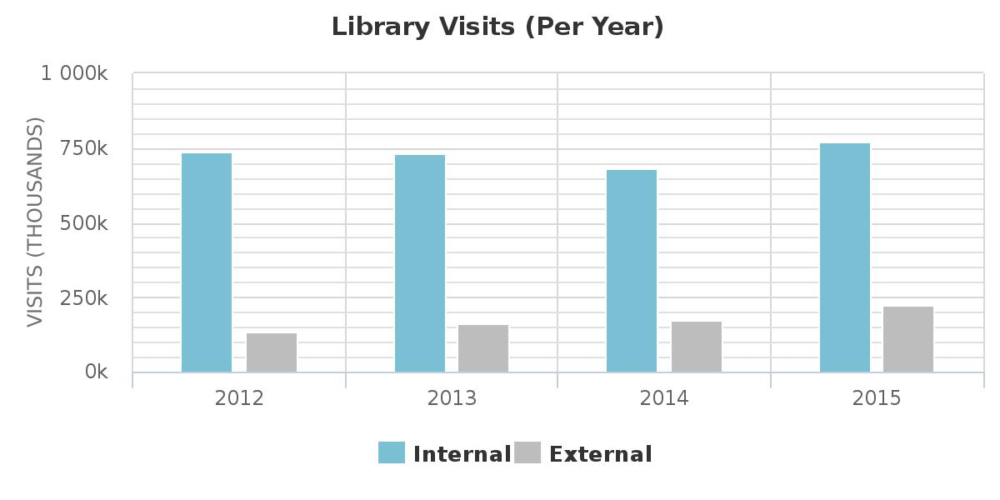 Library Visits (Per Year)
VISITS (THOUSANDS)
1 000k
750k
500k
250k
0k
2012 2013 2014 2015
Internal External